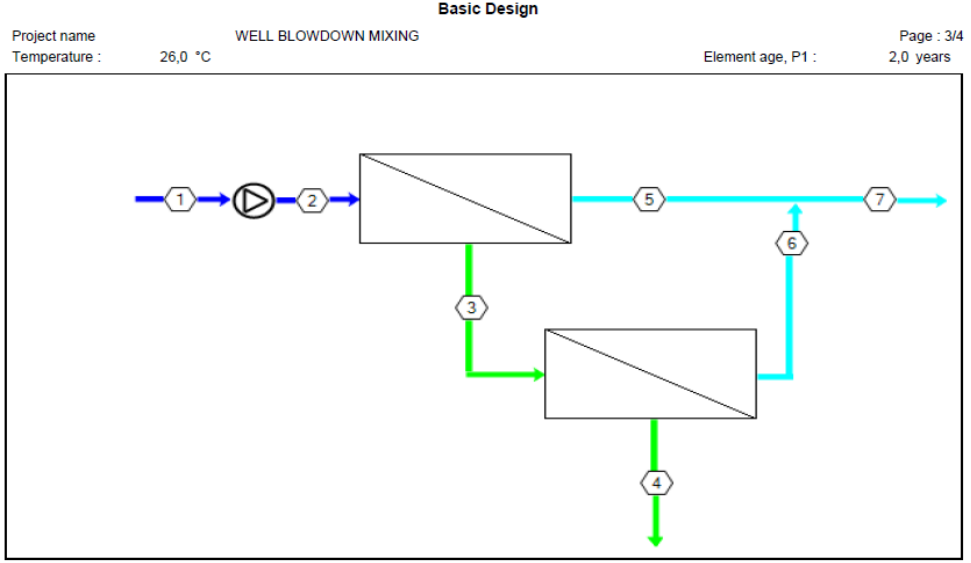 Basic Design
Project name WELL BLOWDOWN MIXING Page : 3/4
Temperature : 26,0 °C Element age, P1 : 2,0 years
1 2 5 7
6
3
4